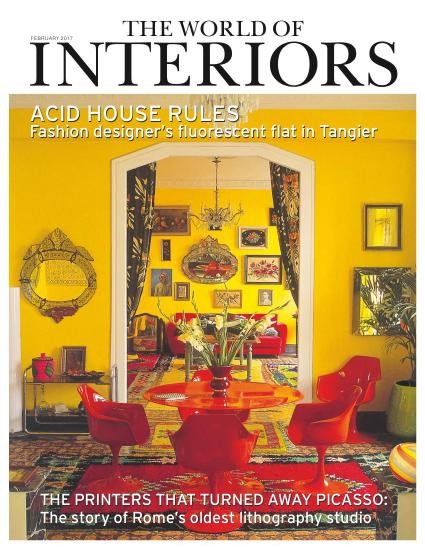 THE WORLD OF
FEBRUARY 2017
INTERIORS
ACID HOUSE RULES
Fashion designer's fluorescent flat in Tangier
THE PRINTERS THAT TURNED AWAY PICASSO:
The story of Rome's oldest lithography studio